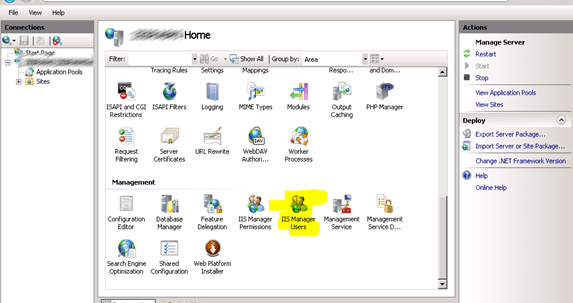 File View Help
Connections
Start Page
Application Pools
Sites
Home
Filter: Go Show All Group by: Area
Tracing Rules Settings Mappings Respo... and Dom...
ISAPI and CGI Restrictions ISAPI Filters Logging MIME Types Modules Output Caching PHP Manager
Request Filtering Server Certificates URL Rewrite WebDAV Authori... Worker Processes
Management
Configuration Editor Database Manager Feature Delegation IIS Manager Permissions IIS Manager Users Management Service Management Service D...
Search Engine Optimization Shared Configuration Web Platform Installer
Actions
Manage Server
Restart
Start
Stop
View Application Pools
View Sites
Deploy
Export Server Package...
Import Server or Site Package...
Change .NET Framework Version
Help
Online Help